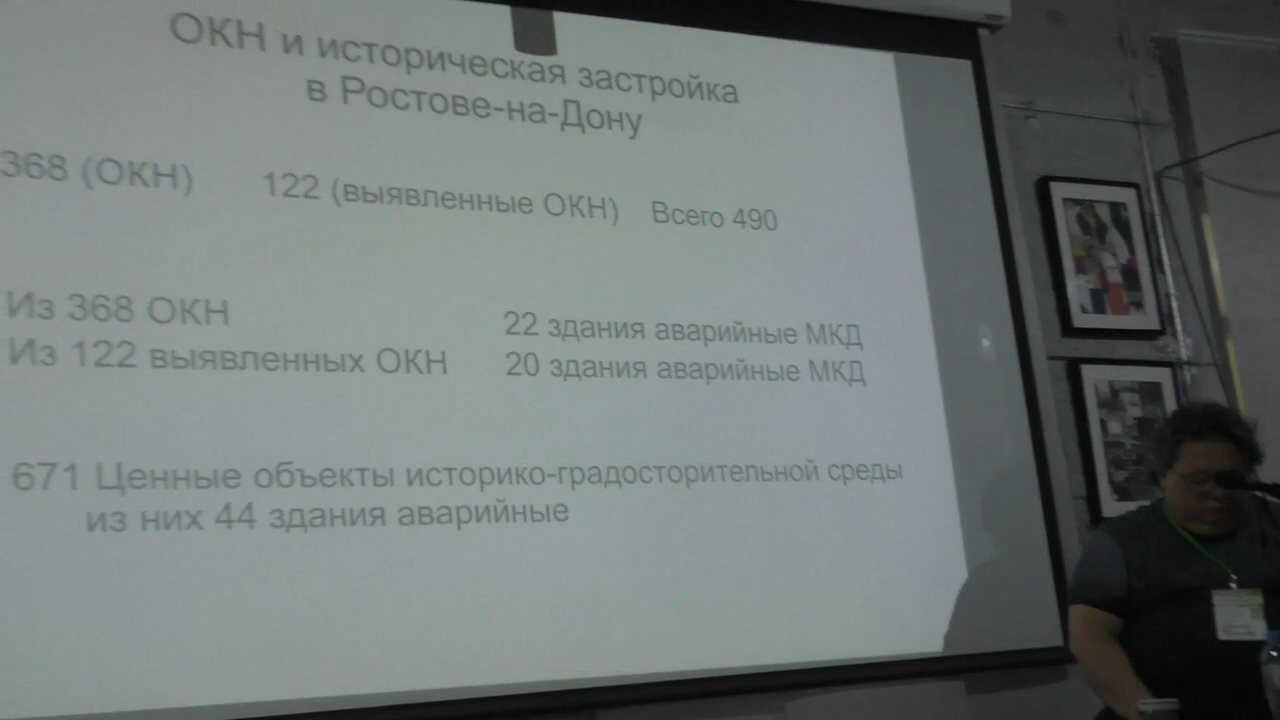 ОКН и историческая застройка
в Ростове-на-Дону
368 (ОКН) 122 (выявленные ОКН) Всего 490
Из 368 ОКН 22 здания аварийные МКД
Из 122 выявленных ОКН 20 здания аварийные МКД
671 Ценные объекты историко-градосторительной среды
из них 44 здания аварийные